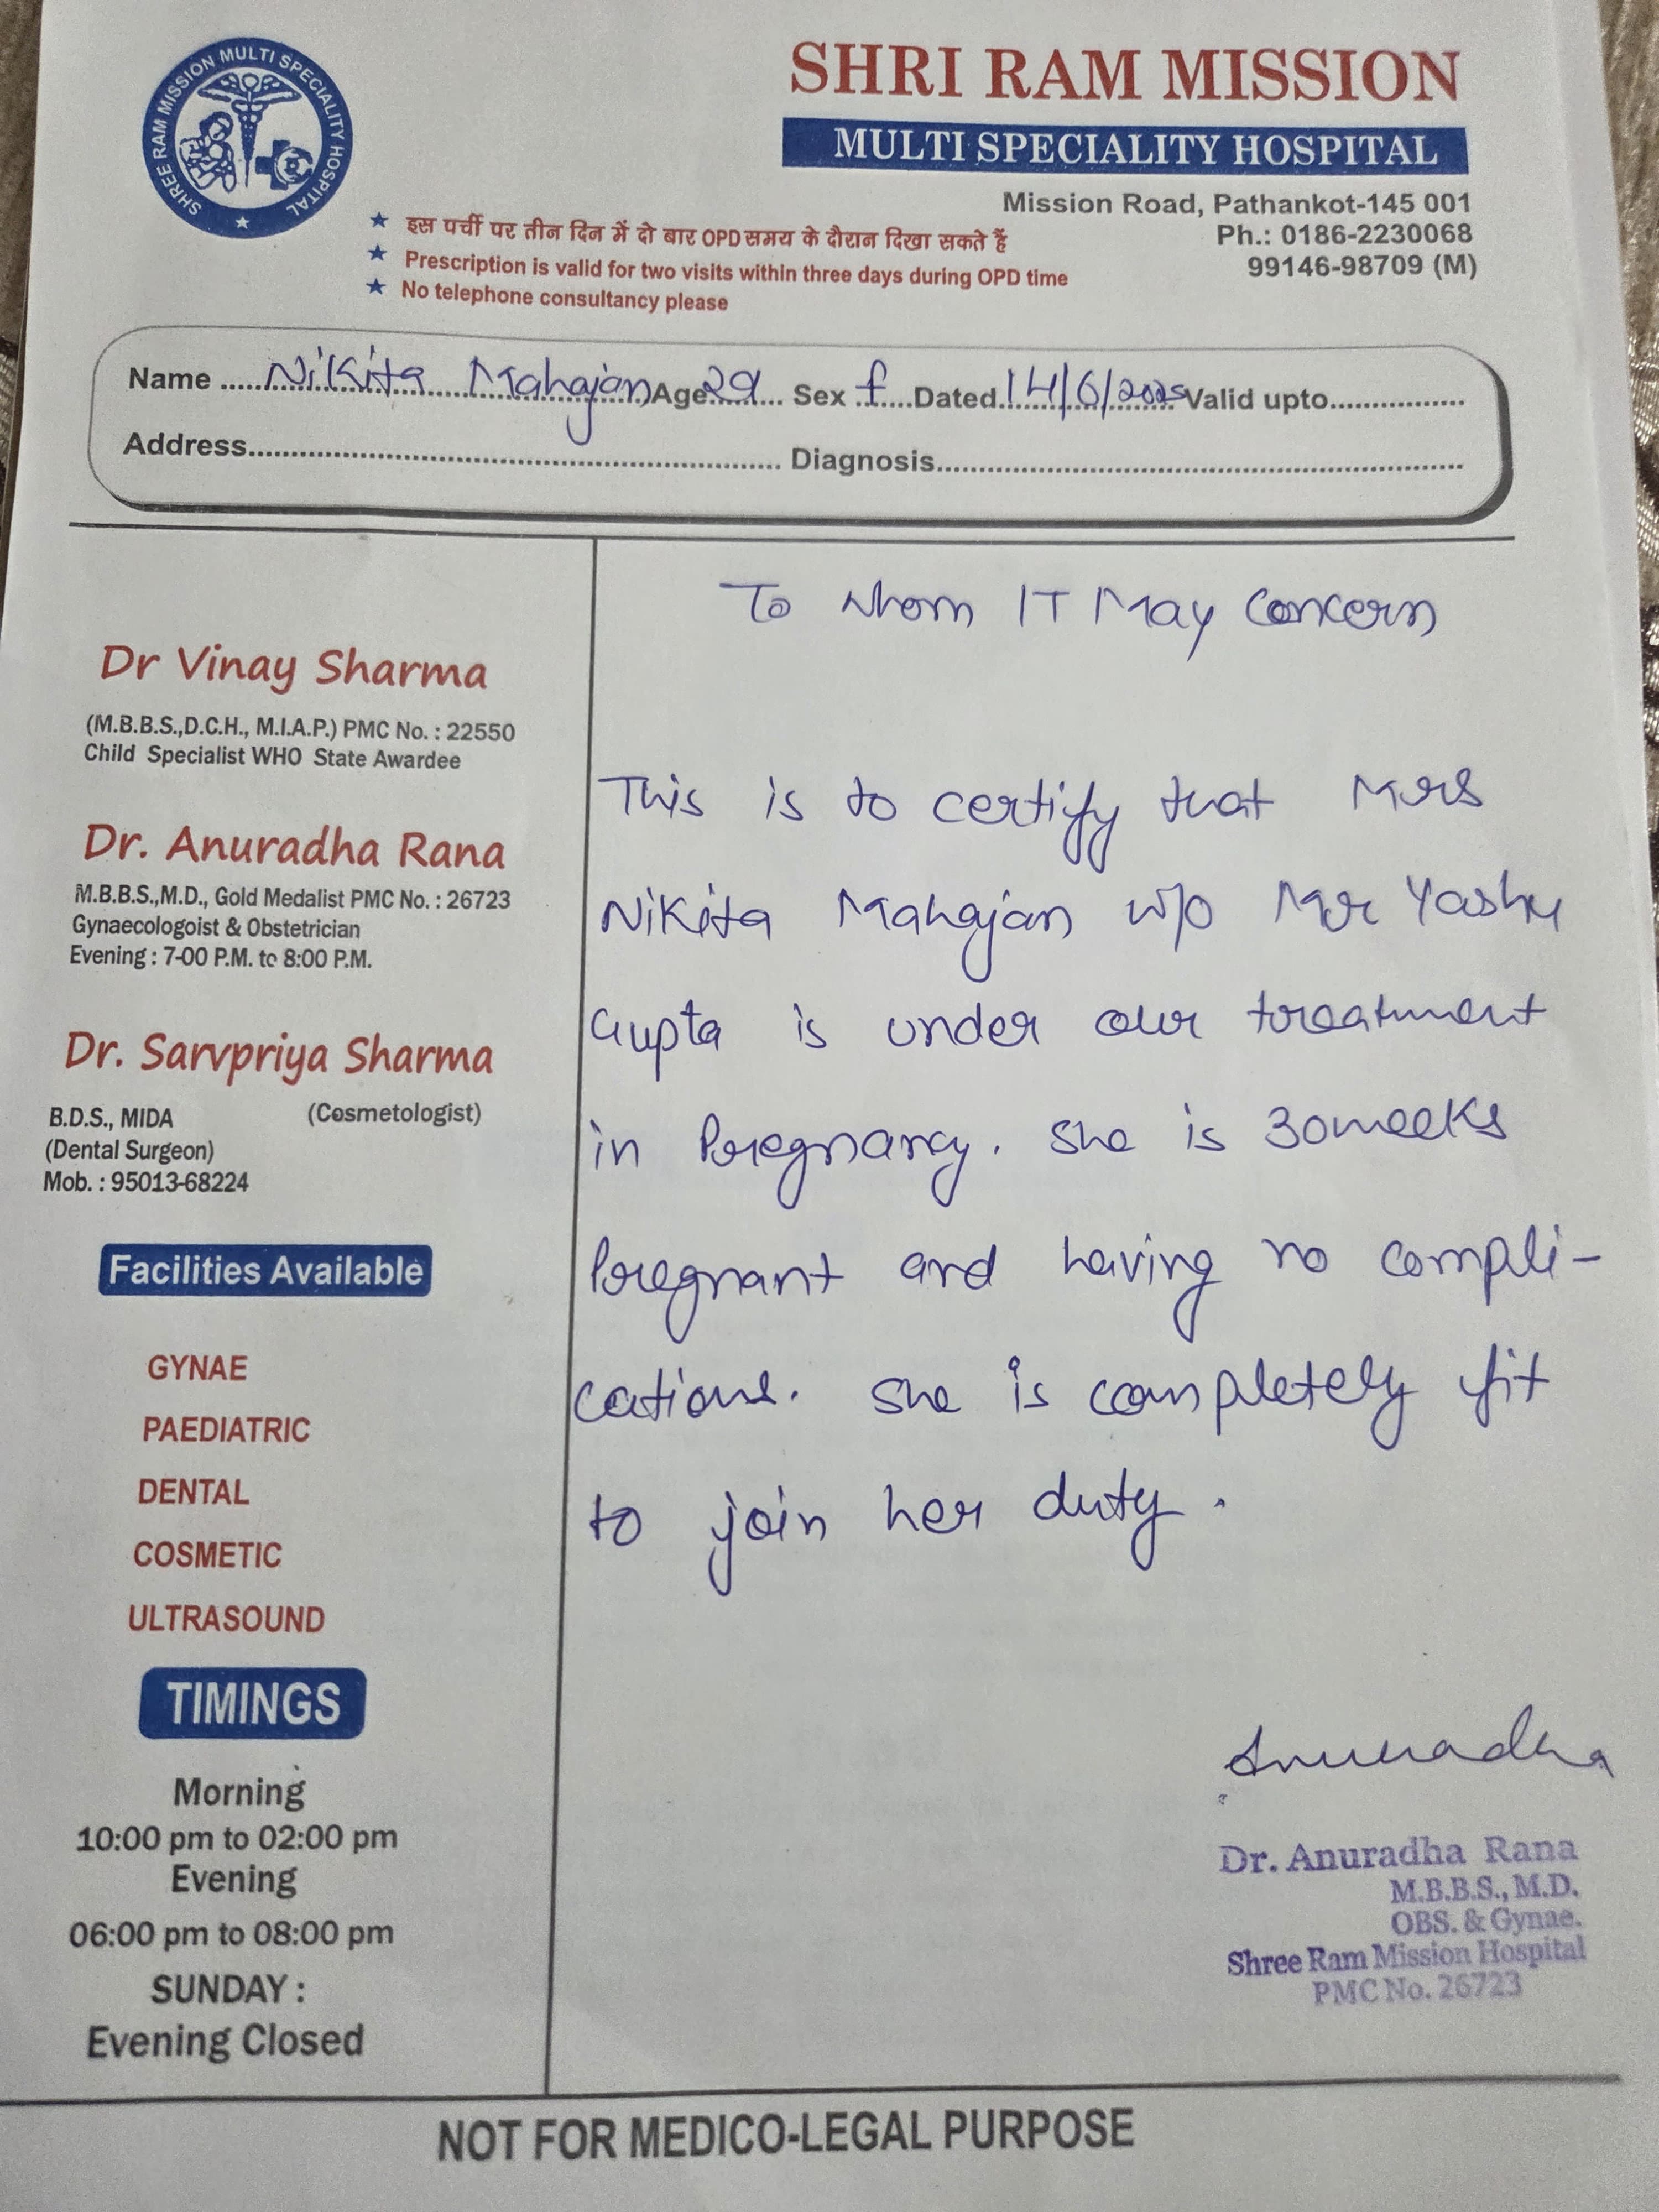 SHREE RAM MISSION MULTI SPECIALITY HOSPITAL
SHRI RAM MISSION
MULTI SPECIALITY HOSPITAL
Mission Road, Pathankot-145 001
Ph.: 0186-2230068
99146-98709 (M)
★ इस पर्ची पर तीन दिन में दो बार OPD समय के दौरान दिखा सकते हैं
★ Prescription is valid for two visits within three days during OPD time
★ No telephone consultancy please
Name ..... Nikita Mahajan Age 29 Sex f Dated 14/6/2025 Valid upto................
Address.................... Diagnosis....................
Dr Vinay Sharma
(M.B.B.S.,D.C.H., M.I.A.P.) PMC No. : 22550
Child Specialist WHO State Awardee
Dr. Anuradha Rana
M.B.B.S.,M.D., Gold Medalist PMC No. : 26723
Gynaecologoist & Obstetrician
Evening : 7-00 P.M. to 8:00 P.M.
Dr. Sarvpriya Sharma
B.D.S., MIDA (Cosmetologist)
(Dental Surgeon)
Mob. : 95013-68224
Facilities Available
GYNAE
PAEDIATRIC
DENTAL
COSMETIC
ULTRASOUND
TIMINGS
Morning
10:00 pm to 02:00 pm
Evening
06:00 pm to 08:00 pm
SUNDAY :
Evening Closed
To Whom IT May Concern
This is to certify that Mrs
Nikita Mahajan w/o Mr Yashu
Gupta is under our treatment
in Pregnancy. She is 30weeks
Pregnant and having no compli-
cations. She is completely fit
to join her duty.
Anuradha
Dr. Anuradha Rana
M.B.B.S., M.D.
OBS. & Gynae.
Shree Ram Mission Hospital
PMC No. 26723
NOT FOR MEDICO-LEGAL PURPOSE